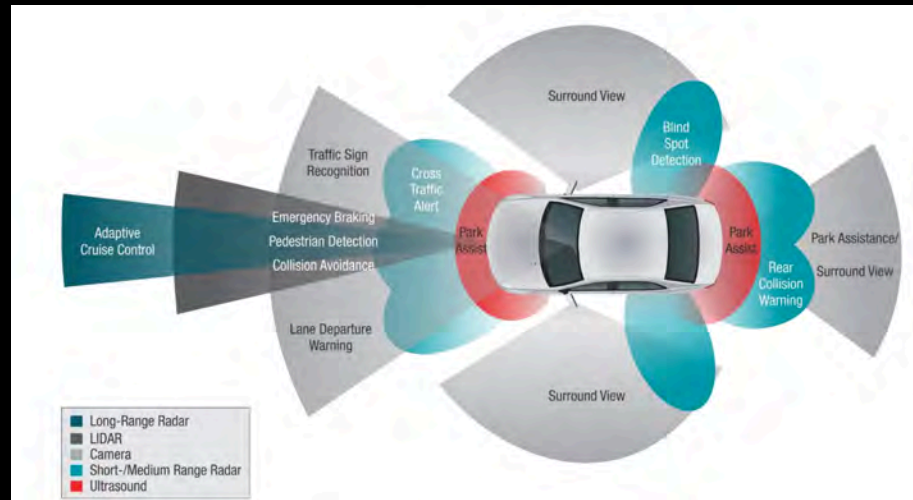 Surround View
Blind
Spot
Detection
Traffic Sign
Recognition
Cross
Traffic
Alert
Adaptive
Cruise Control
Emergency Braking
Pedestrian Detection
Collision Avoidance
Park
Assist
Park
Assist
Park Assistance/
Surround View
Rear
Collision
Warning
Lane Departure
Warning
Surround View
Long-Range Radar
LIDAR
Camera
Short-/Medium Range Radar
Ultrasound